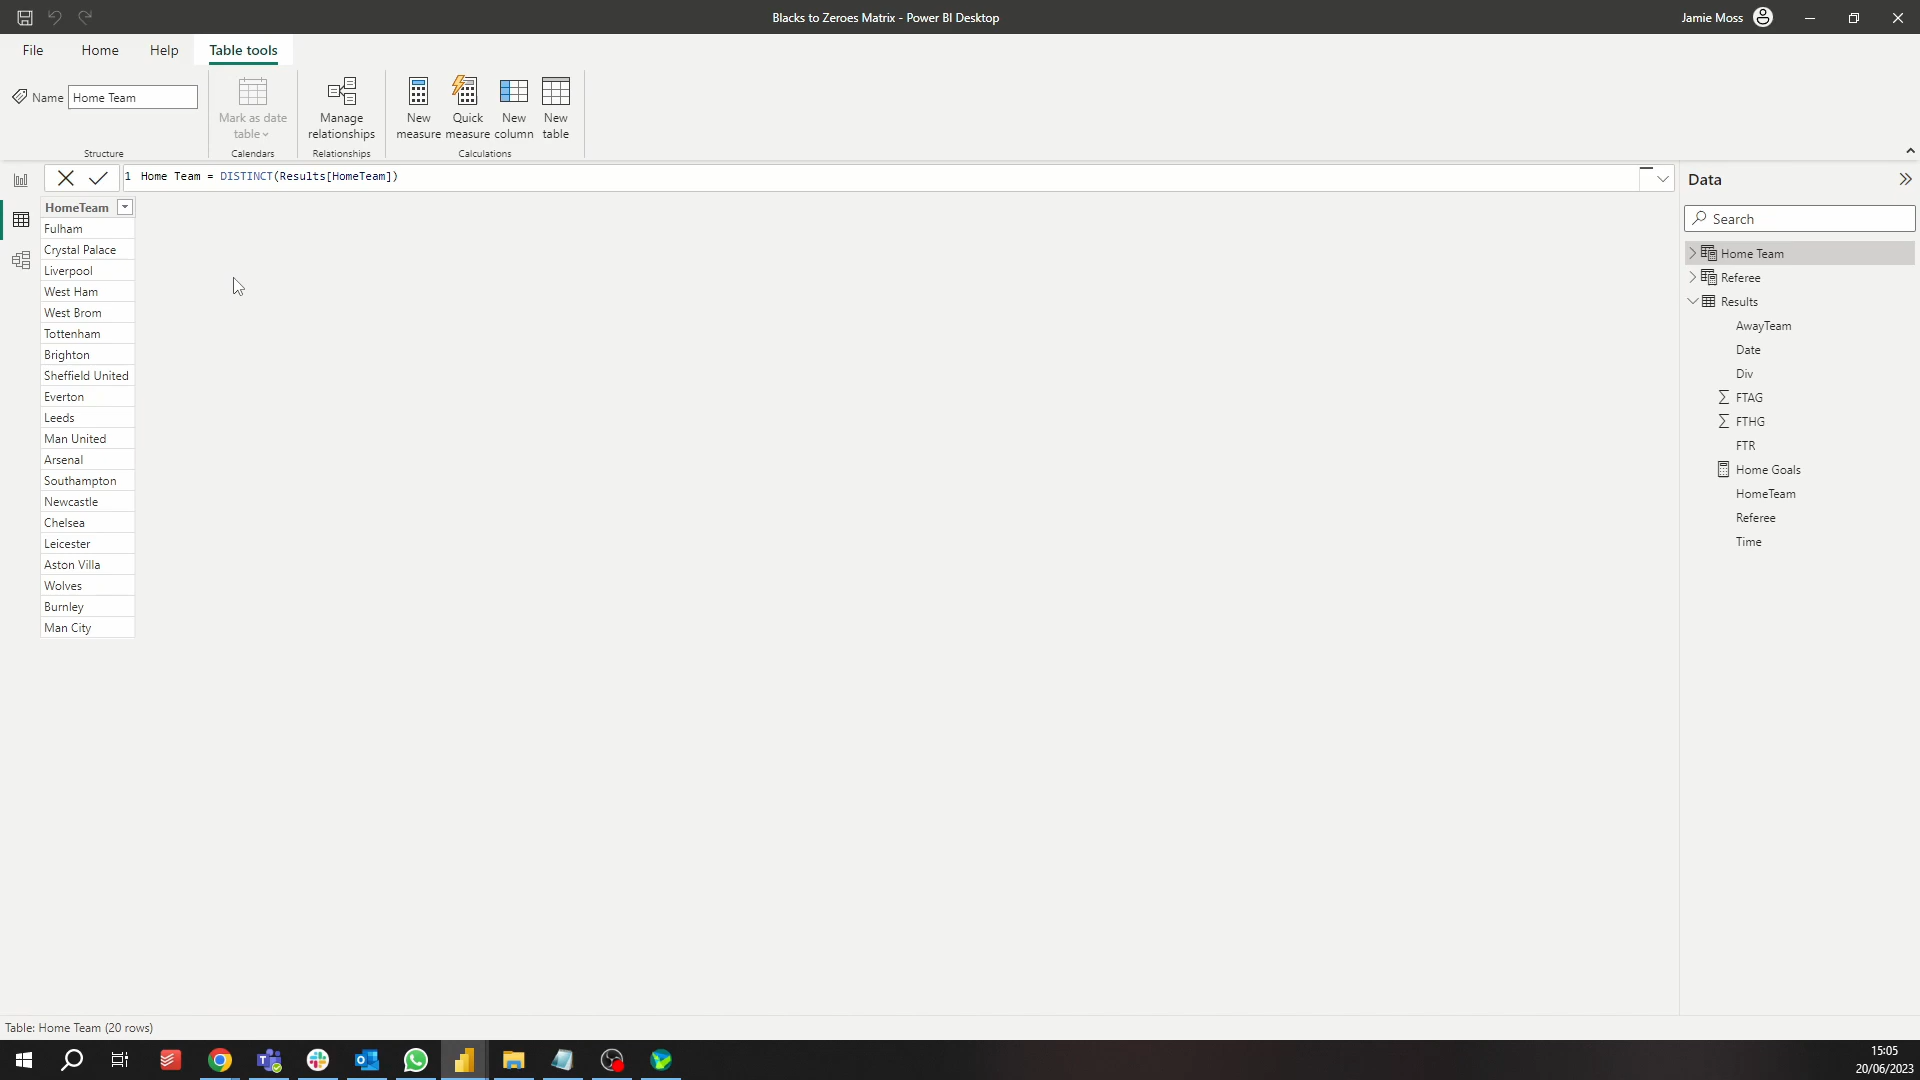 Blacks to Zeroes Matrix - Power BI Desktop
Jamie Moss
File
Home
Help
Table tools
Name
Home Team
Mark as date
table
Manage
relationships
New
measure
Quick
measure
New
column
New
table
Structure
Calendars
Relationships
Calculations
1 Home Team = DISTINCT(Results[HomeTeam])
HomeTeam
Fulham
Crystal Palace
Liverpool
West Ham
West Brom
Tottenham
Brighton
Sheffield United
Everton
Leeds
Man United
Arsenal
Southampton
Newcastle
Chelsea
Leicester
Aston Villa
Wolves
Burnley
Man City
Data
Search
Home Team
Referee
Results
AwayTeam
Date
Div
FTAG
FTHG
FTR
Home Goals
HomeTeam
Referee
Time
Table: Home Team (20 rows)
15:05
20/06/2023